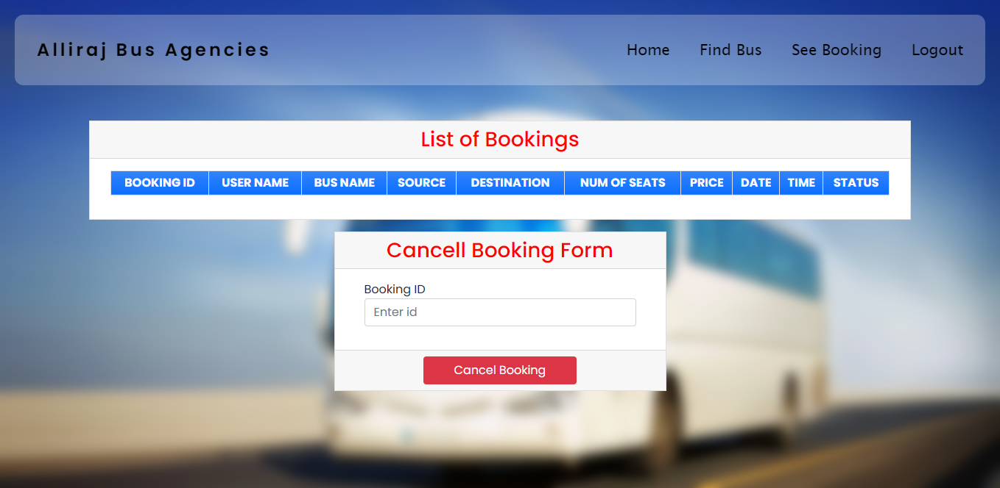 Alliraj Bus Agencies Home Find Bus See Booking Logout
List of Bookings
BOOKING ID USER NAME BUS NAME SOURCE DESTINATION NUM OF SEATS PRICE DATE TIME STATUS
Cancell Booking Form
Booking ID
Enter id
Cancel Booking